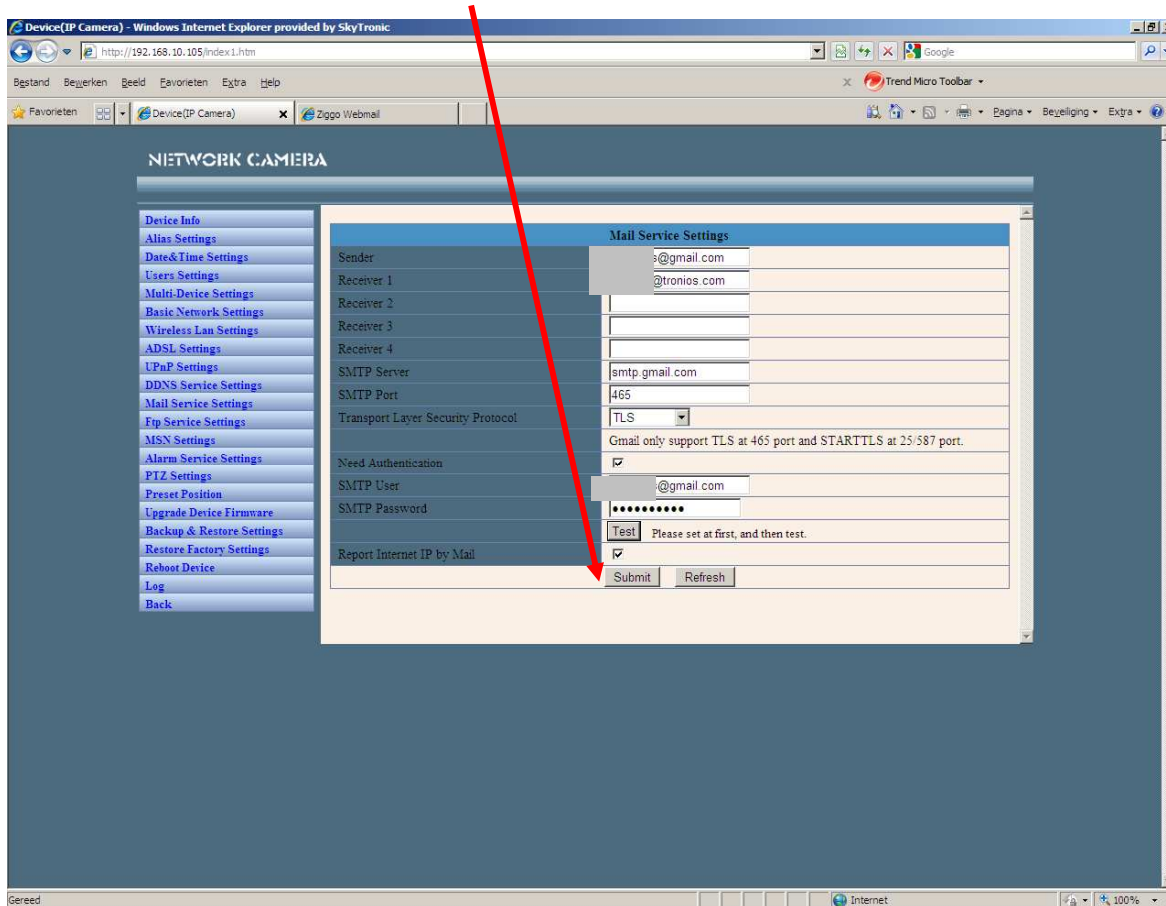 Device(IP Camera) - Windows Internet Explorer provided by SkyTronic
http://192.168.10.105/index1.htm
Google
Bestand Bewerken Beeld Favorieten Extra Help
x Trend Micro Toolbar
Favorieten
Device(IP Camera)
Ziggo Webmail
Pagina Beveiliging Extra
NETWORK CAMERA
Device Info
Alias Settings
Date&Time Settings
Users Settings
Multi-Device Settings
Basic Network Settings
Wireless Lan Settings
ADSL Settings
UPnP Settings
DDNS Service Settings
Mail Service Settings
Ftp Service Settings
MSN Settings
Alarm Service Settings
PTZ Settings
Preset Position
Upgrade Device Firmware
Backup & Restore Settings
Restore Factory Settings
Reboot Device
Log
Back
Mail Service Settings
Sender s@gmail.com
Receiver 1 @tronios.com
Receiver 2
Receiver 3
Receiver 4
SMTP Server smtp.gmail.com
SMTP Port 465
Transport Layer Security Protocol TLS
Gmail only support TLS at 465 port and STARTTLS at 25/587 port.
Need Authentication
SMTP User @gmail.com
SMTP Password ●●●●●●●●●●
Test Please set at first, and then test.
Report Internet IP by Mail
Submit Refresh
Gereed
Internet
100%